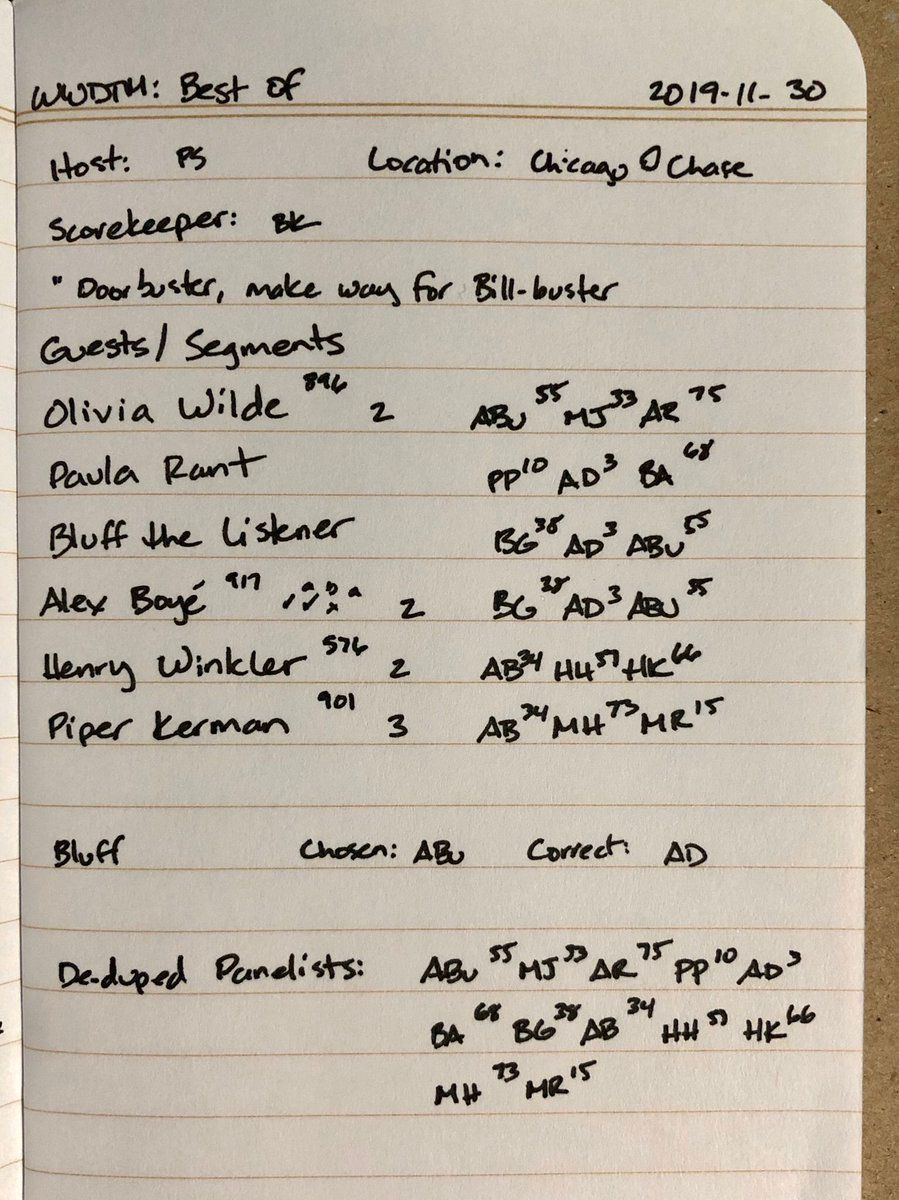 WWDTM: Best Of 2019-11-30
Host: PS Location: Chicago Chase
Scorekeeper: BK
" Doorbuster, make way for Bill-buster
Guests/Segments
Olivia Wilde 896 2 ABu 55 MJ 33 AR 75
Paula Rant PP 10 AD 3 BA 68
Bluff the Listener BG 38 AD 3 ABu 55
Alex Boyé 917 2 BG 38 AD 3 ABu 55
Henry Winkler 576 2 AB 34 HH 57 HK 66
Piper Kerman 901 3 AB 34 MH 73 MR 15
Bluff Chosen: ABu Correct: AD
De-duped Panelists: ABu 55 MJ 33 AR 75 PP 10 AD 3
BA 68 BG 38 AB 34 HH 57 HK 66
MH 73 MR 15